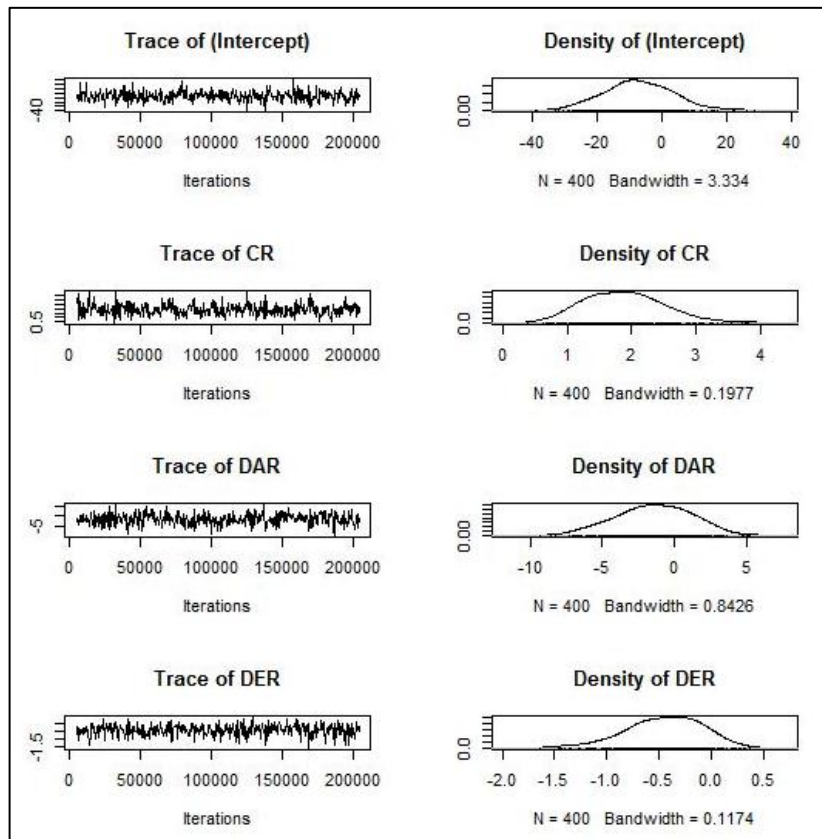 Trace of (Intercept)
-40
0 50000 100000 150000 200000
Iterations
Density of (Intercept)
0.00
-40 -20 0 20 40
N = 400 Bandwidth = 3.334
Trace of CR
0.5
0 50000 100000 150000 200000
Iterations
Density of CR
0.0
0 1 2 3 4
N = 400 Bandwidth = 0.1977
Trace of DAR
-5
0 50000 100000 150000 200000
Iterations
Density of DAR
0.00
-10 -5 0 5
N = 400 Bandwidth = 0.8426
Trace of DER
-1.5
0 50000 100000 150000 200000
Iterations
Density of DER
0.0
-2.0 -1.5 -1.0 -0.5 0.0 0.5
N = 400 Bandwidth = 0.1174